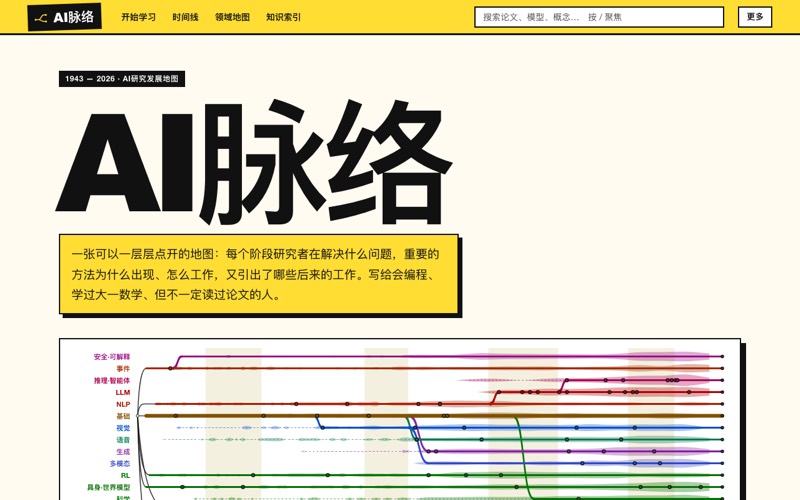 AI脉络
开始学习
时间线
领域地图
知识索引
搜索论文、模型、概念… 按 / 聚焦
更多
1943 — 2026 · AI研究发展地图
AI脉络
一张可以一层层点开的地图：每个阶段研究者在解决什么问题，重要的
方法为什么出现、怎么工作，又引出了哪些后来的工作。写给会编程、
学过大一数学、但不一定读过论文的人。
安全·可解释
事件
推理·智能体
LLM
NLP
基础
视觉
语音
生成
多模态
RL
具身·世界模型
科学